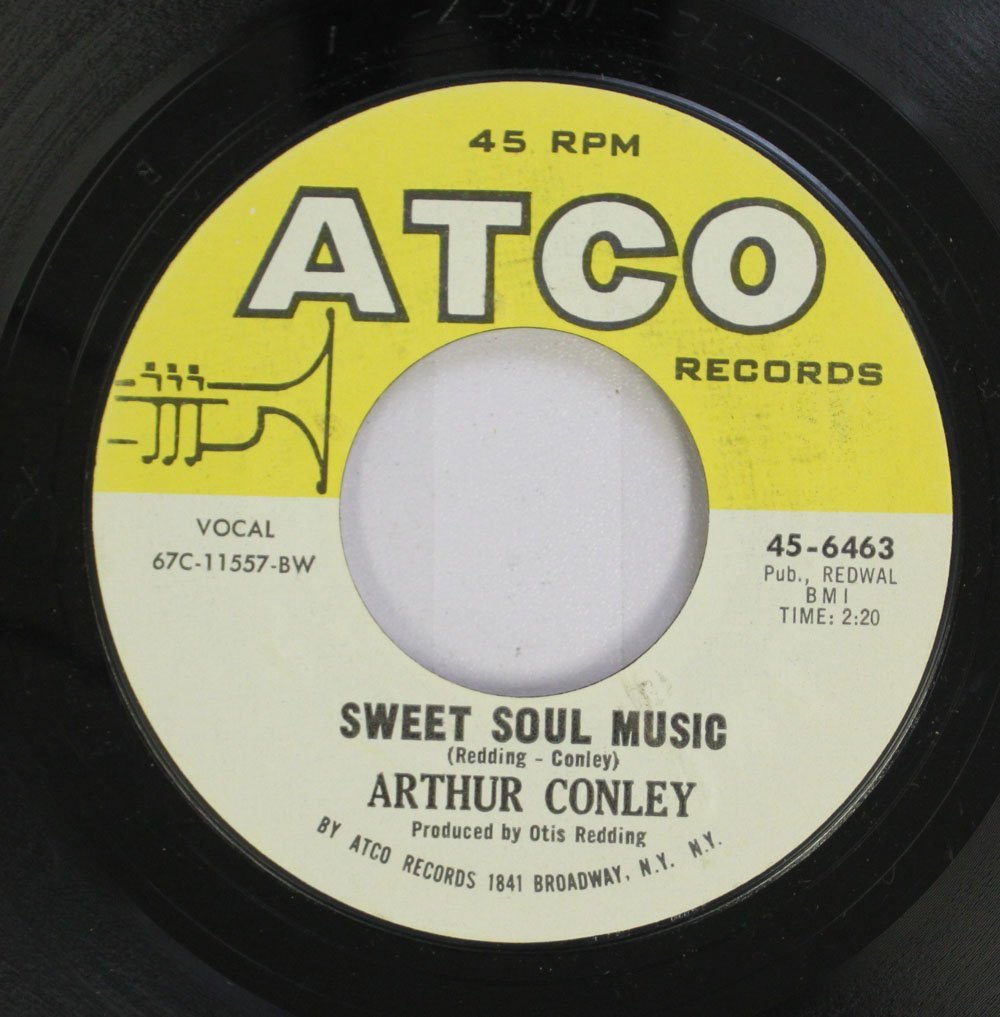 45 RPM
ATCO
RECORDS
VOCAL
67C-11557-BW
45-6463
Pub., REDWAL
BMI
TIME: 2:20
SWEET SOUL MUSIC
(Redding - Conley)
ARTHUR CONLEY
Produced by Otis Redding
BY ATCO RECORDS 1841 BROADWAY, N.Y. N.Y.